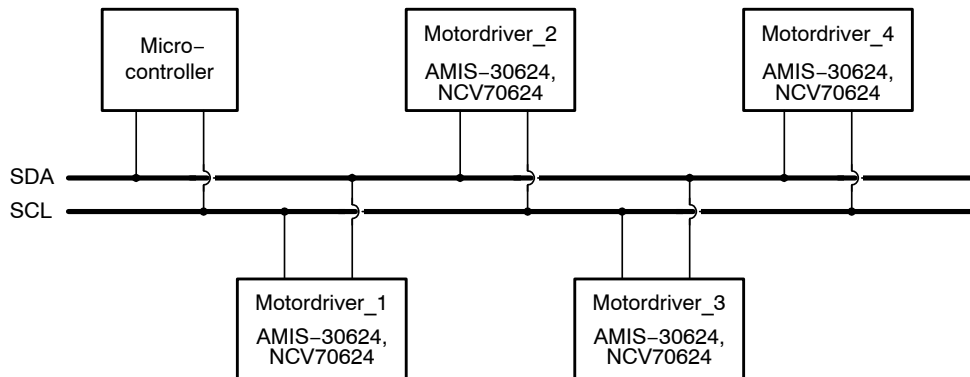 Micro−
controller
Motordriver_2
AMIS−30624,
NCV70624
Motordriver_4
AMIS−30624,
NCV70624
SDA
SCL
Motordriver_1
AMIS−30624,
NCV70624
Motordriver_3
AMIS−30624,
NCV70624